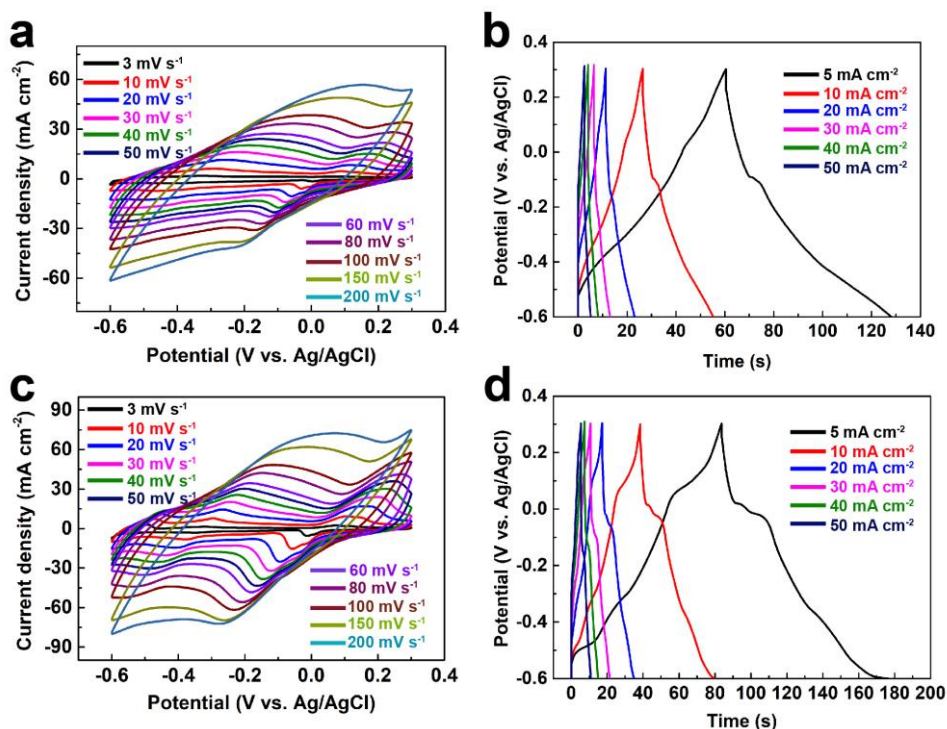 a
60
30
0
-30
-60
Current density (mA cm-2)
3 mV s-1
10 mV s-1
20 mV s-1
30 mV s-1
40 mV s-1
50 mV s-1
60 mV s-1
80 mV s-1
100 mV s-1
150 mV s-1
200 mV s-1
-0.6 -0.4 -0.2 0.0 0.2 0.4
Potential (V vs. Ag/AgCl)
b
0.4
0.2
0.0
-0.2
-0.4
-0.6
Potential (V vs. Ag/AgCl)
5 mA cm-2
10 mA cm-2
20 mA cm-2
30 mA cm-2
40 mA cm-2
50 mA cm-2
0 20 40 60 80 100 120 140
Time (s)
c
90
60
30
0
-30
-60
-90
Current density (mA cm-2)
3 mV s-1
10 mV s-1
20 mV s-1
30 mV s-1
40 mV s-1
50 mV s-1
60 mV s-1
80 mV s-1
100 mV s-1
150 mV s-1
200 mV s-1
-0.6 -0.4 -0.2 0.0 0.2 0.4
Potential (V vs. Ag/AgCl)
d
0.4
0.2
0.0
-0.2
-0.4
-0.6
Potential (V vs. Ag/AgCl)
5 mA cm-2
10 mA cm-2
20 mA cm-2
30 mA cm-2
40 mA cm-2
50 mA cm-2
0 20 40 60 80 100 120 140 160 180 200
Time (s)